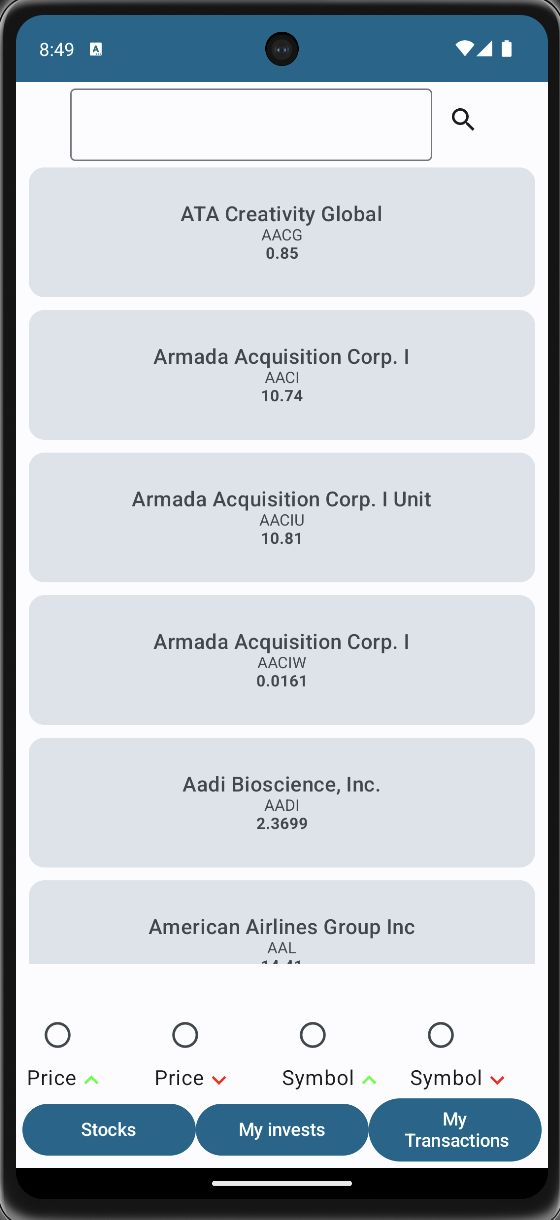 8:49
ATA Creativity Global
AACG
0.85
Armada Acquisition Corp. I
AACI
10.74
Armada Acquisition Corp. I Unit
AACIU
10.81
Armada Acquisition Corp. I
AACIW
0.0161
Aadi Bioscience, Inc.
AADI
2.3699
American Airlines Group Inc
AAL
Price Price Symbol Symbol
Stocks My invests My
Transactions